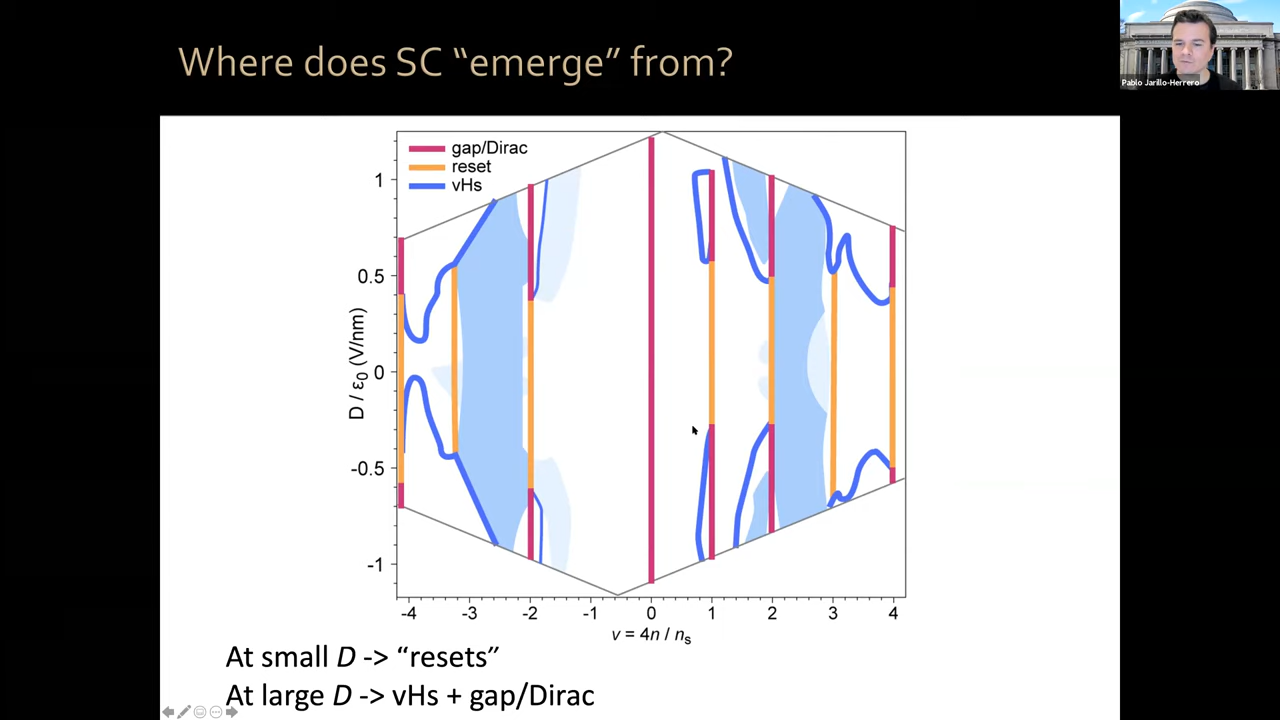 Where does SC “emerge” from?
Pablo Jarillo-Herrero
gap/Dirac
reset
vHs
1
0.5
0
-0.5
-1
D / ε₀ (V/nm)
-4 -3 -2 -1 0 1 2 3 4
ν = 4n / nₛ
At small D -> “resets”
At large D -> vHs + gap/Dirac